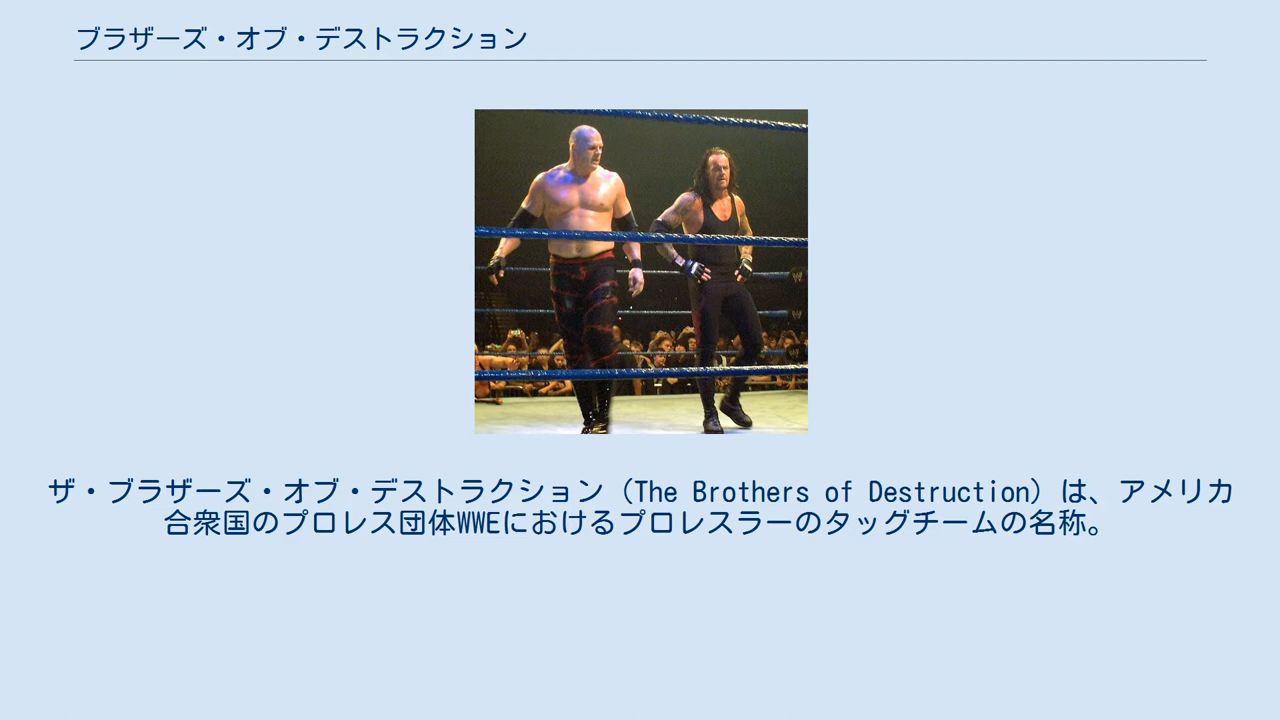 ブラザーズ・オブ・デストラクション
ザ・ブラザーズ・オブ・デストラクション（The Brothers of Destruction）は、アメリカ
合衆国のプロレス団体WWEにおけるプロレスラーのタッグチームの名称。